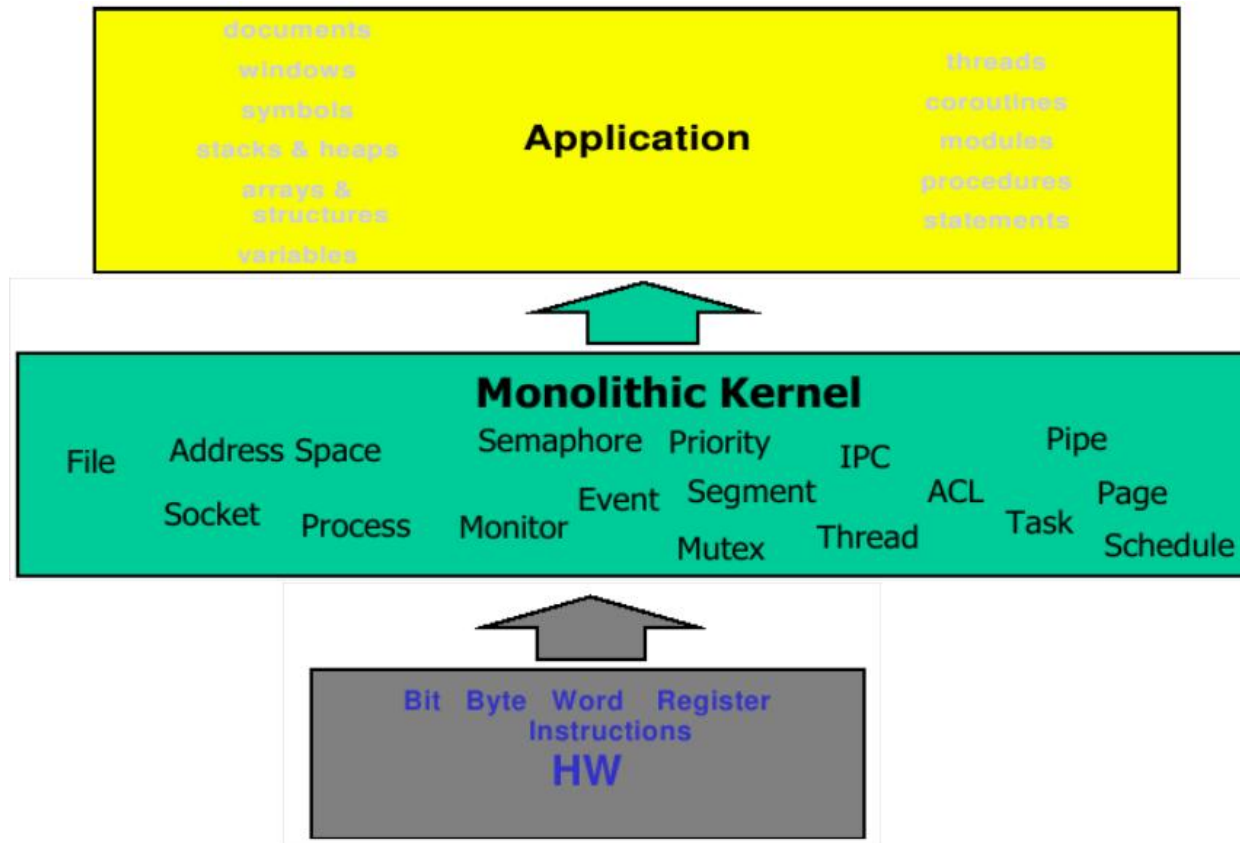 documents
windows
symbols
stacks & heaps
arrays &
structures
variables
Application
threads
coroutines
modules
procedures
statements
Monolithic Kernel
File
Address Space
Semaphore
Priority
IPC
Pipe
Socket
Process
Monitor
Event
Segment
Mutex
Thread
ACL
Task
Page
Schedule
Bit Byte Word Register
Instructions
HW